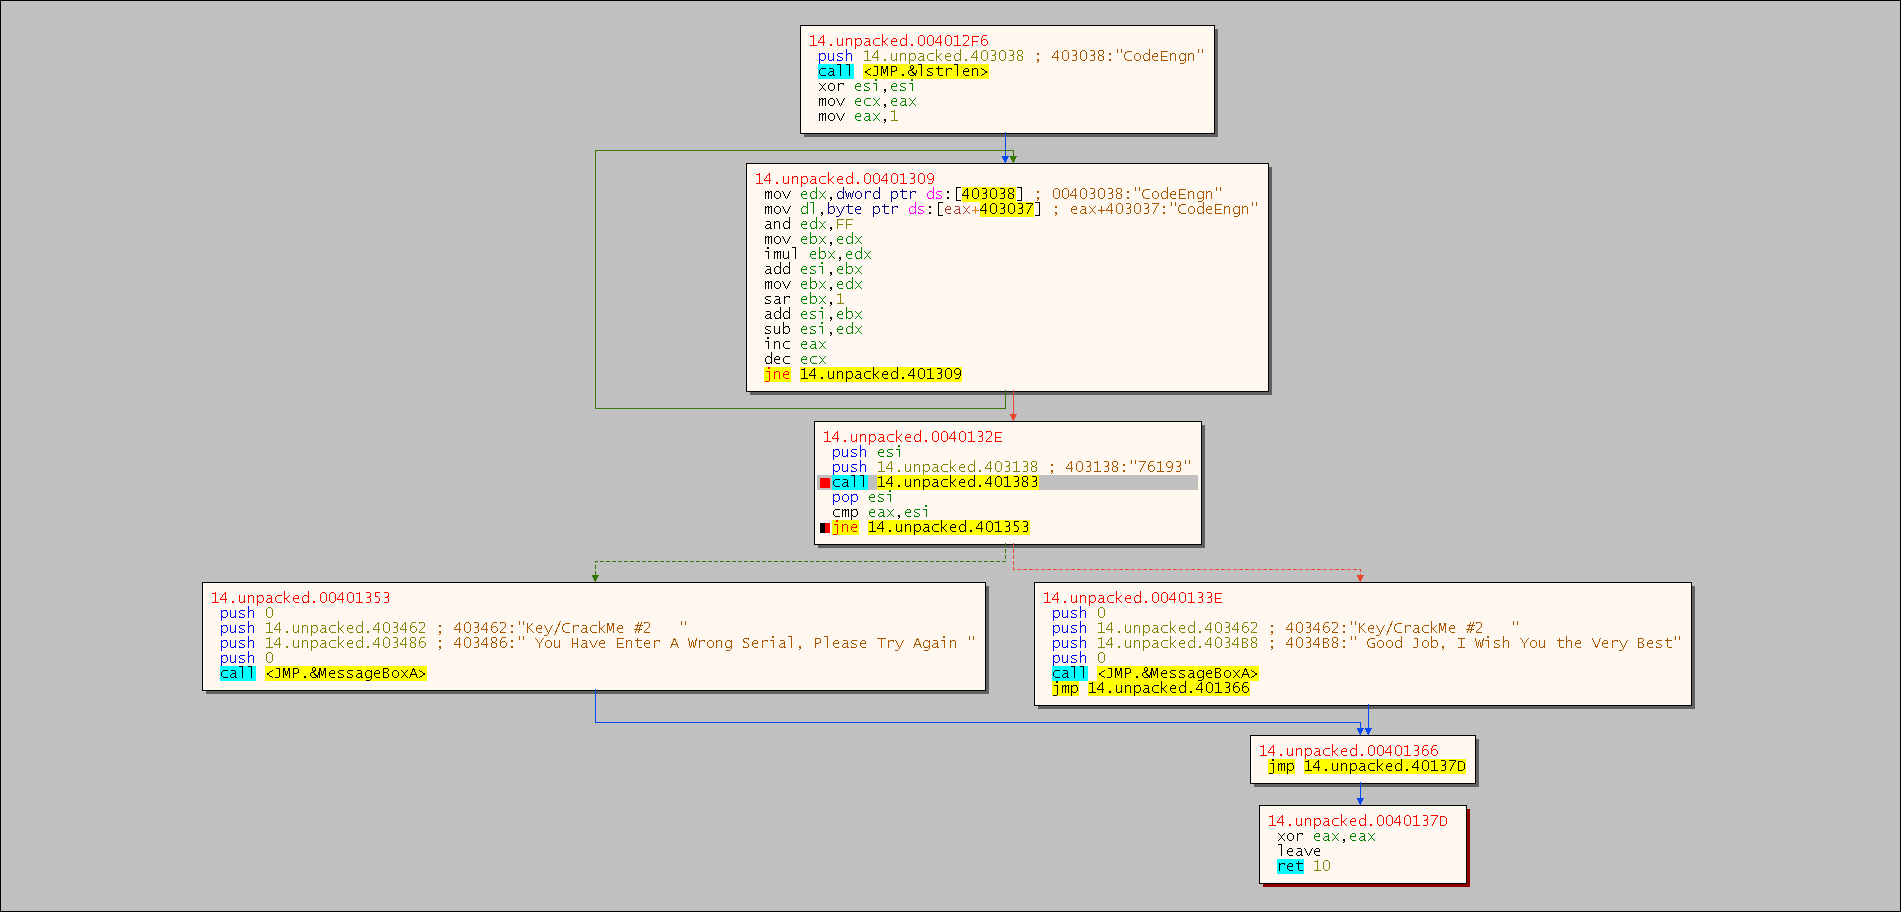 14.unpacked.004012F6
push 14.unpacked.403038 ; 403038:"CodeEngn"
call <JMP.&lstrlen>
xor esi,esi
mov ecx,eax
mov eax,1
14.unpacked.00401309
mov edx,dword ptr ds:[403038] ; 00403038:"CodeEngn"
mov dl,byte ptr ds:[eax+403037] ; eax+403037:"CodeEngn"
and edx,FF
mov ebx,edx
imul ebx,edx
add esi,ebx
mov ebx,edx
sar ebx,1
add esi,ebx
sub esi,edx
inc eax
dec ecx
jne 14.unpacked.401309
14.unpacked.0040132E
push esi
push 14.unpacked.403138 ; 403138:"76193"
call 14.unpacked.401383
pop esi
cmp eax,esi
jne 14.unpacked.401353
14.unpacked.00401353
push 0
push 14.unpacked.403462 ; 403462:"Key/CrackMe #2   "
push 14.unpacked.403486 ; 403486:" You Have Enter A Wrong Serial, Please Try Again "
push 0
call <JMP.&MessageBoxA>
14.unpacked.0040133E
push 0
push 14.unpacked.403462 ; 403462:"Key/CrackMe #2   "
push 14.unpacked.4034B8 ; 4034B8:" Good Job, I Wish You the Very Best"
push 0
call <JMP.&MessageBoxA>
jmp 14.unpacked.401366
14.unpacked.00401366
jmp 14.unpacked.40137D
14.unpacked.0040137D
xor eax,eax
leave
ret 10